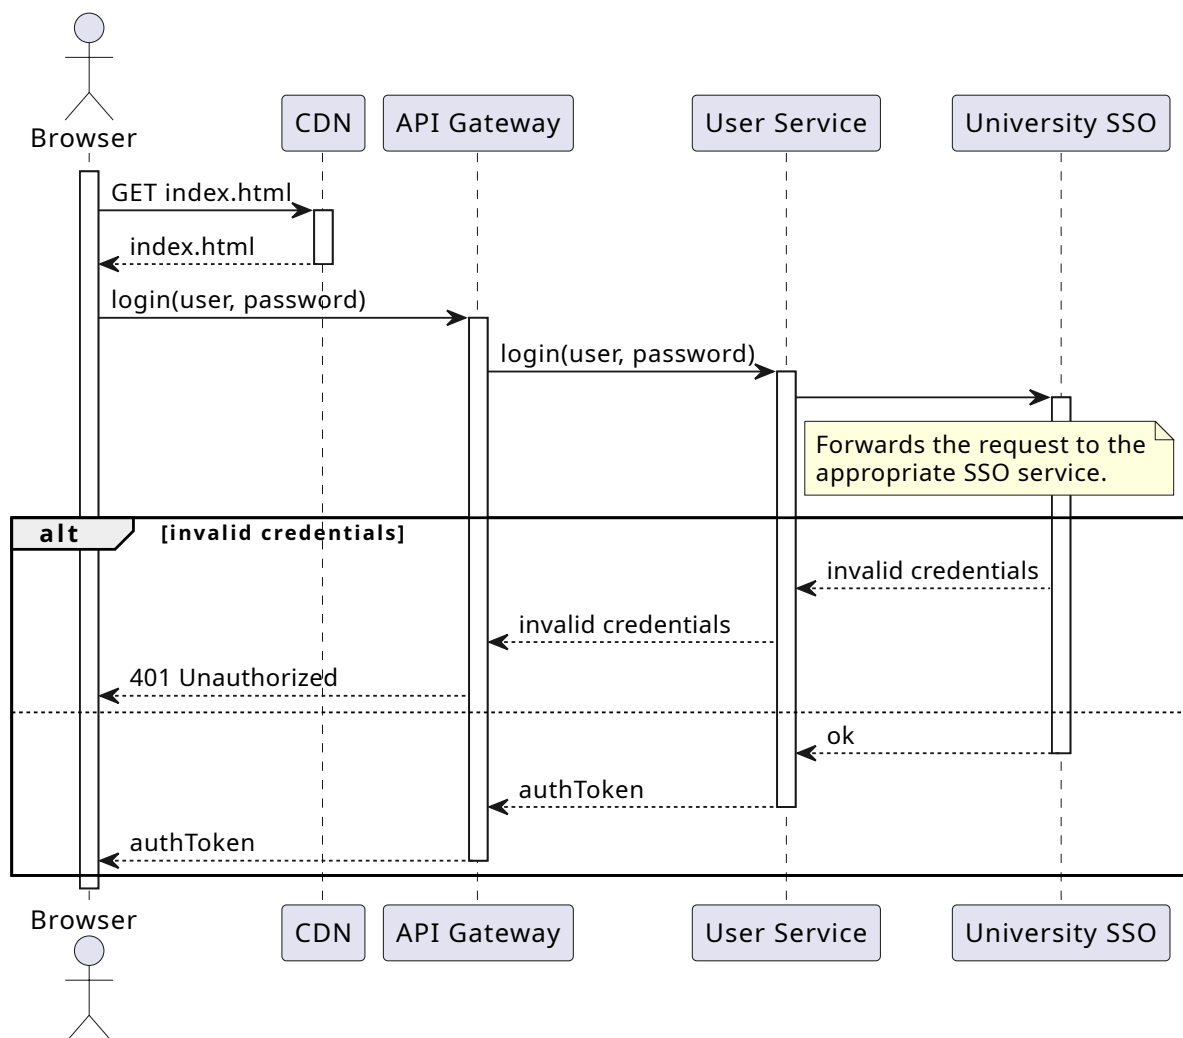 Browser
CDN
API Gateway
User Service
University SSO
GET index.html
index.html
login(user, password)
login(user, password)
Forwards the request to the
appropriate SSO service.
alt
[invalid credentials]
invalid credentials
invalid credentials
401 Unauthorized
ok
authToken
authToken
Browser
CDN
API Gateway
User Service
University SSO